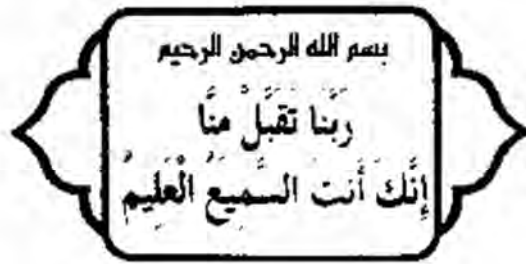 بسم الله الرحمن الرحيم
رَبَّنَا تَقَبَّلْ مِنَّا
إِنَّكَ أَنتَ السَّمِيعُ الْعَلِيمُ